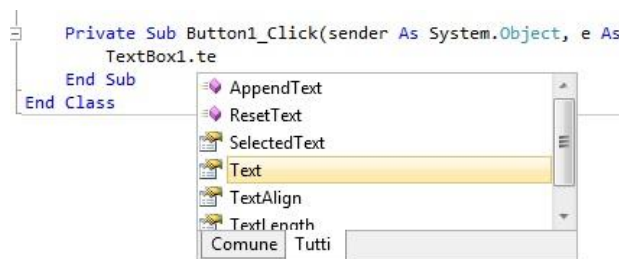 Private Sub Button1_Click(sender As System.Object, e As
TextBox1.te
End Sub
End Class
AppendText
ResetText
SelectedText
Text
TextAlign
TextLength
Comune Tutti